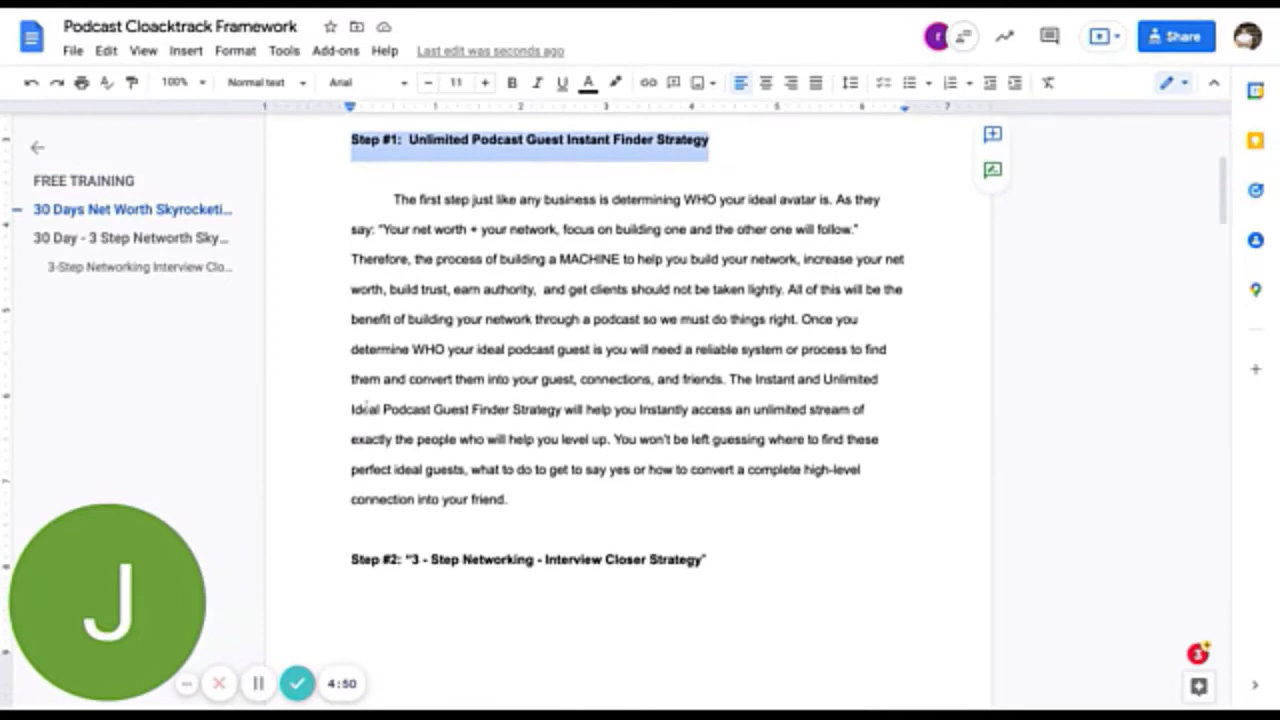 Podcast Cloacktrack Framework
File Edit View Insert Format Tools Add-ons Help Last edit was seconds ago
Share
100% Normal text Arial 11
1 1 2 3 4 5 6 7
Step #1: Unlimited Podcast Guest Instant Finder Strategy
FREE TRAINING
30 Days Net Worth Skyrocketi...
30 Day - 3 Step Networth Sky...
3-Step Networking Interview Clo...
The first step just like any business is determining WHO your ideal avatar is. As they
say: "Your net worth + your network, focus on building one and the other one will follow."
Therefore, the process of building a MACHINE to help you build your network, increase your net
worth, build trust, earn authority, and get clients should not be taken lightly. All of this will be the
benefit of building your network through a podcast so we must do things right. Once you
determine WHO your ideal podcast guest is you will need a reliable system or process to find
them and convert them into your guest, connections, and friends. The Instant and Unlimited
Ideal Podcast Guest Finder Strategy will help you Instantly access an unlimited stream of
exactly the people who will help you level up. You won't be left guessing where to find these
perfect ideal guests, what to do to get to say yes or how to convert a complete high-level
connection into your friend.
Step #2: "3 - Step Networking - Interview Closer Strategy"
J
4:50
3